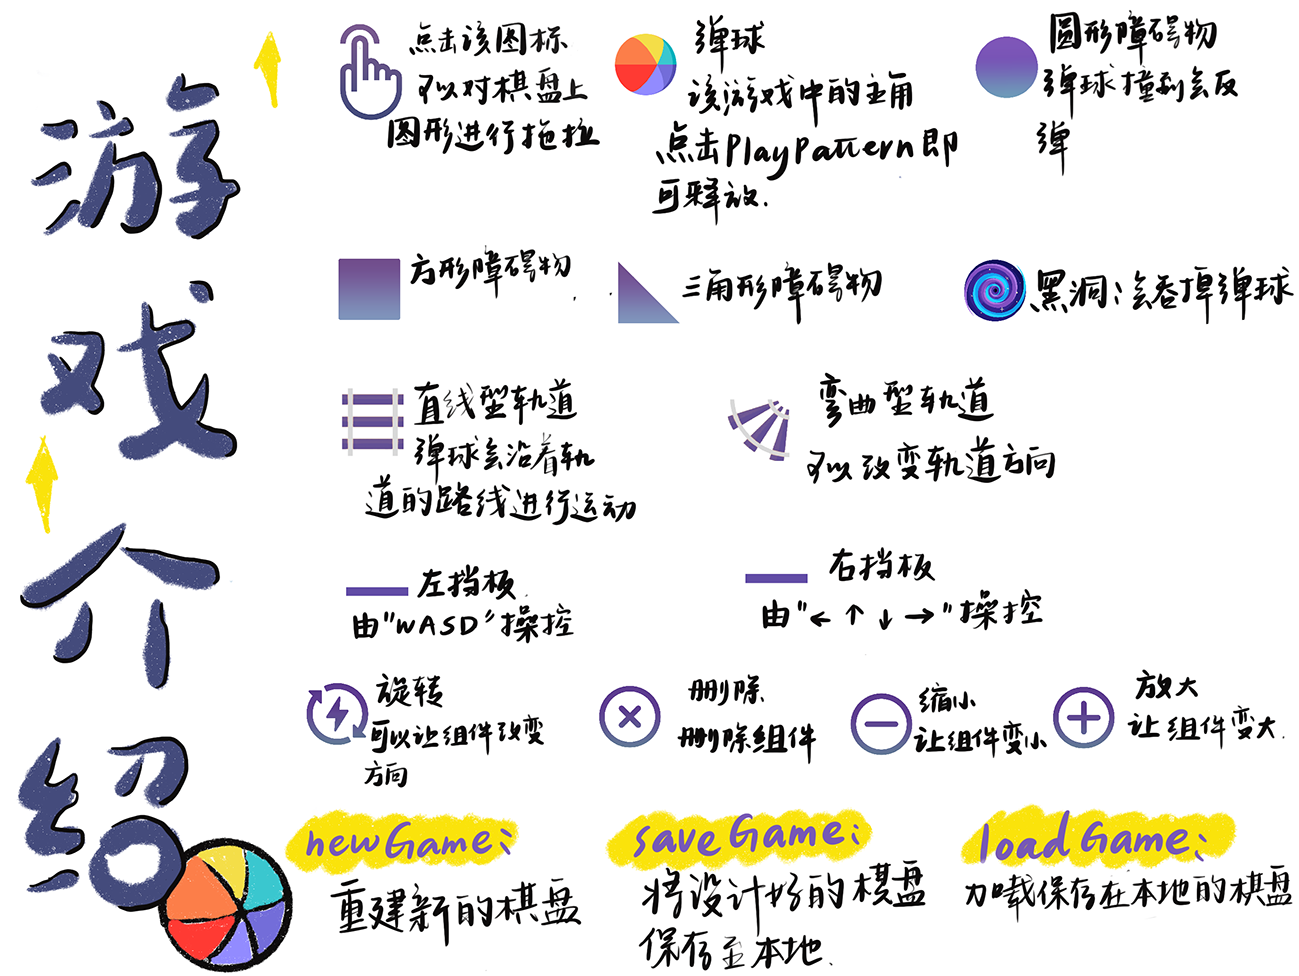 游戏介绍
点击该图标
可以对棋盘上
图形进行拖拉
弹球
该游戏中的主角
点击PlayPattern即
可释放.
圆形障碍物
弹球撞到会反
弹
方形障碍物
三角形障碍物
黑洞:会吞掉弹球
直线型轨道
弹球会沿着轨
道的路线进行运动
弯曲型轨道
可以改变轨道方向
左挡板
由"WASD"操控
右挡板
由"← ↑ ↓ →"操控
旋转
可以让组件改变
方向
删除
删除组件
缩小
让组件变小
放大
让组件变大.
newGame:
重建新的棋盘
saveGame:
将设计好的棋盘
保存至本地.
loadGame:
加载保存在本地的棋盘